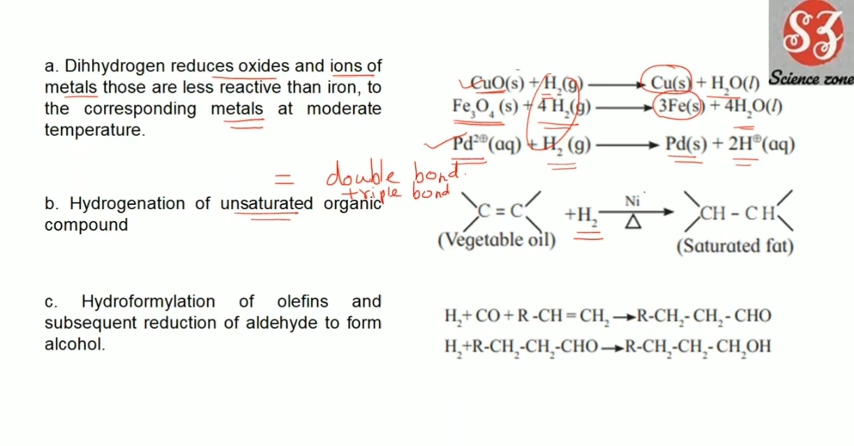 SZ
Science zone
a. Dihhydrogen reduces oxides and ions of
metals those are less reactive than iron, to
the corresponding metals at moderate
temperature.
CuO(s) + H₂(g) ⟶ Cu(s) + H₂O(l)
Fe₃O₄ (s) + 4 H₂(g) ⟶ 3Fe(s) + 4H₂O(l)
Pd²⊕(aq) + H₂ (g) ⟶ Pd(s) + 2H⊕(aq)
= double bond.
triple bond
b. Hydrogenation of unsaturated organic
compound
C = C +H₂ Ni ⟶ Δ CH - CH
(Vegetable oil) (Saturated fat)
c. Hydroformylation of olefins and
subsequent reduction of aldehyde to form
alcohol.
H₂+ CO + R -CH = CH₂ ⟶R-CH₂- CH₂- CHO
H₂+R-CH₂-CH₂-CHO ⟶R-CH₂-CH₂- CH₂OH